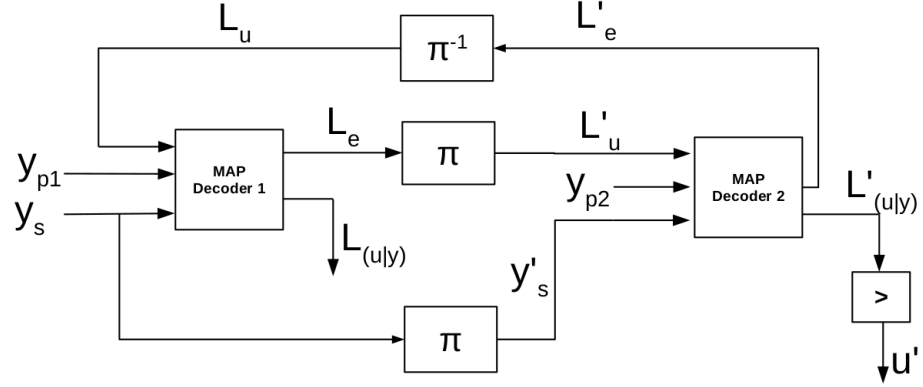 L_u
L'_e
π^-1
L_e
π
L'_u
y_p1
y_s
MAP
Decoder 1
MAP
Decoder 2
y_p2
L_(u|y)
L'_(u|y)
y'_s
π
>
u'